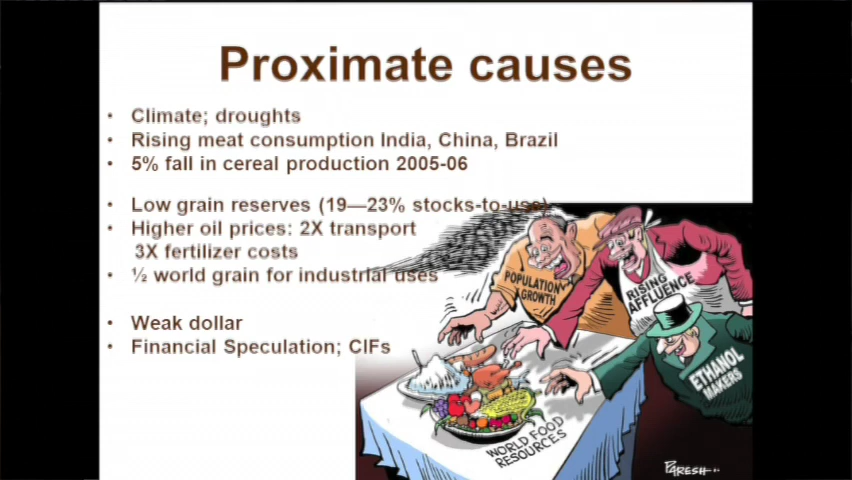 Proximate causes
• Climate; droughts
• Rising meat consumption India, China, Brazil
• 5% fall in cereal production 2005-06
• Low grain reserves (19—23% stocks-to-use)
• Higher oil prices: 2X transport
3X fertilizer costs
• ½ world grain for industrial uses
• Weak dollar
• Financial Speculation; CIFs
POPULATION
GROWTH
RISING
AFFLUENCE
ETHANOL
MAKERS
WORLD FOOD
RESOURCES
PARESH